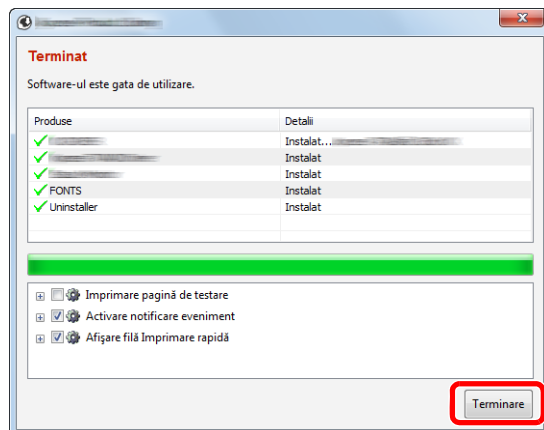 Terminat
Software-ul este gata de utilizare.
Produse Detalii
Instalat...
Instalat
Instalat
FONTS Instalat
Uninstaller Instalat
Imprimare pagină de testare
Activare notificare eveniment
Afișare filă Imprimare rapidă
Terminare